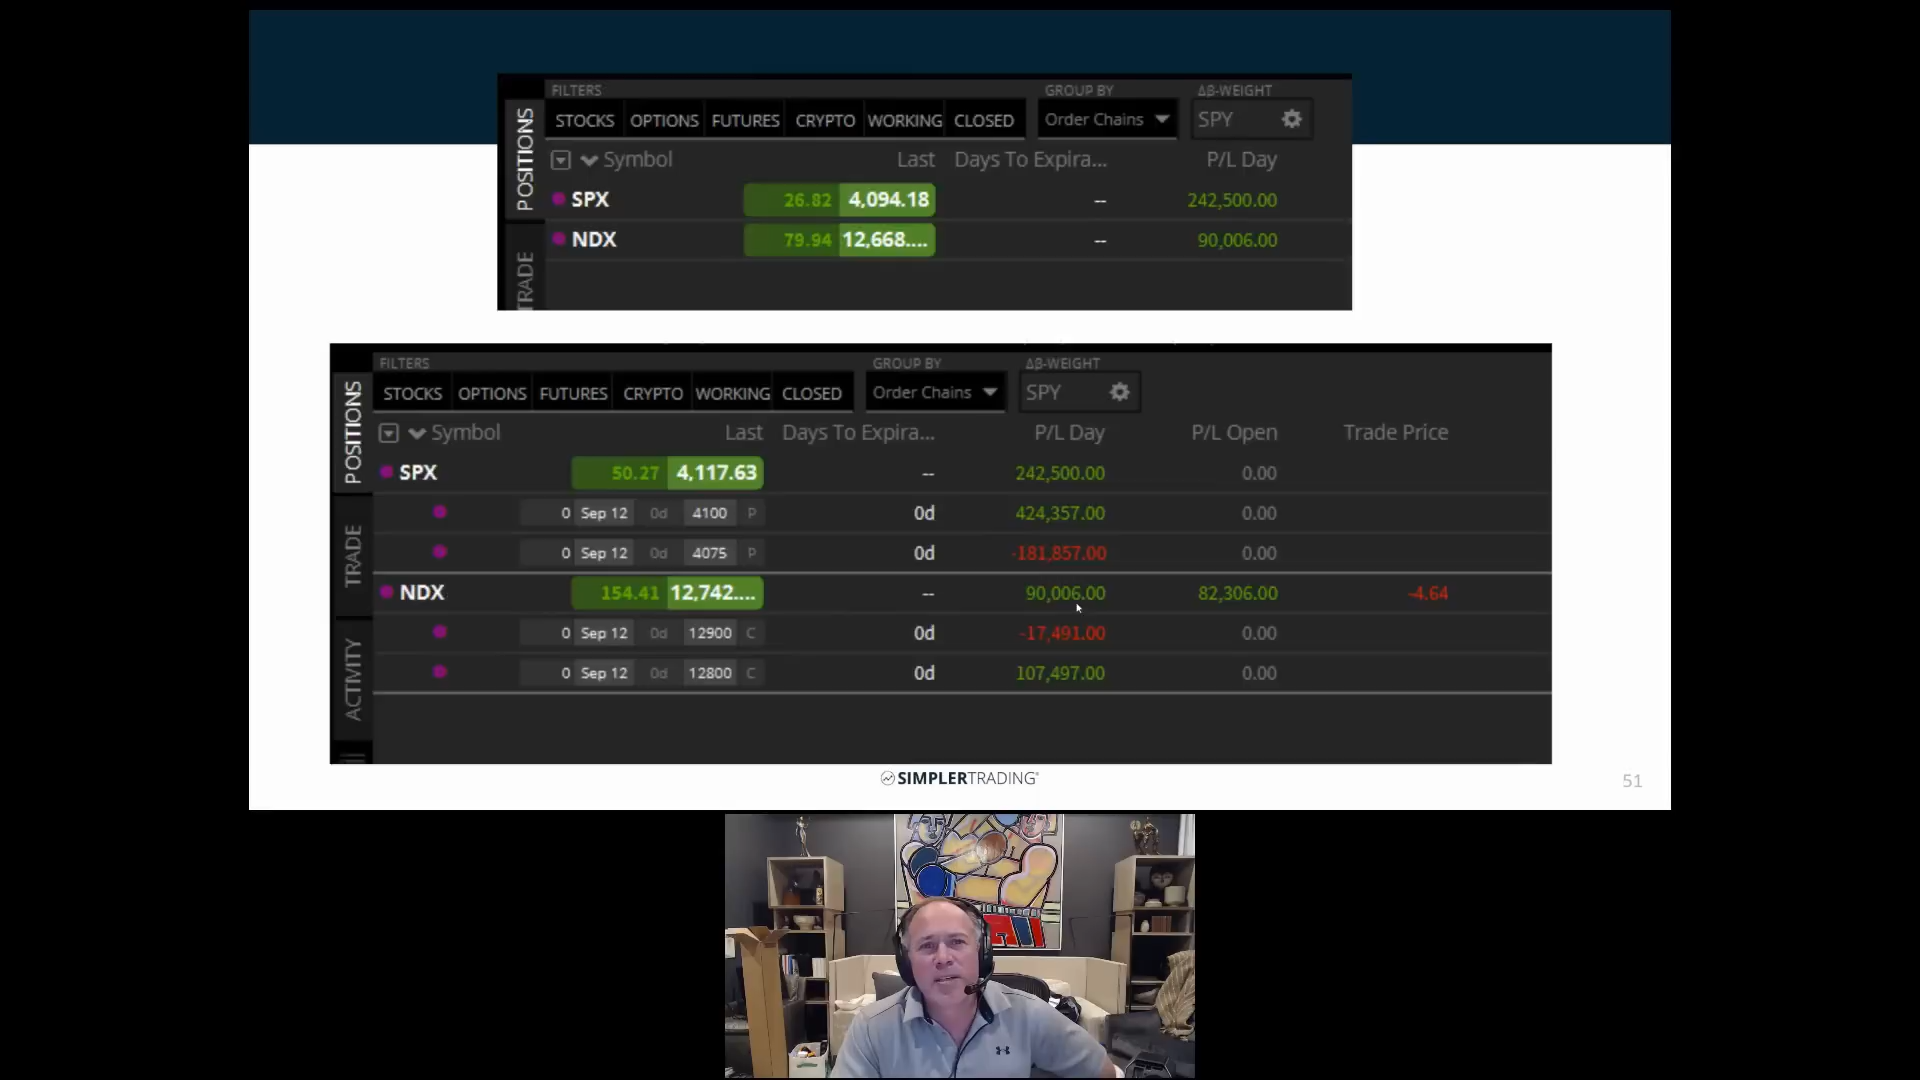 FILTERS GROUP BY Δβ-WEIGHT
STOCKS OPTIONS FUTURES CRYPTO WORKING CLOSED Order Chains SPY
POSITIONS
TRADE
Symbol Last Days To Expira... P/L Day
SPX 26.82 4,094.18 -- 242,500.00
NDX 79.94 12,668.... -- 90,006.00
FILTERS GROUP BY Δβ-WEIGHT
STOCKS OPTIONS FUTURES CRYPTO WORKING CLOSED Order Chains SPY
POSITIONS
TRADE
ACTIVITY
Symbol Last Days To Expira... P/L Day P/L Open Trade Price
SPX 50.27 4,117.63 -- 242,500.00 0.00
0 Sep 12 0d 4100 P 0d 424,357.00 0.00
0 Sep 12 0d 4075 P 0d -181,857.00 0.00
NDX 154.41 12,742.... -- 90,006.00 82,306.00 -4.64
0 Sep 12 0d 12900 C 0d -17,491.00 0.00
0 Sep 12 0d 12800 C 0d 107,497.00 0.00
SIMPLERTRADING
51